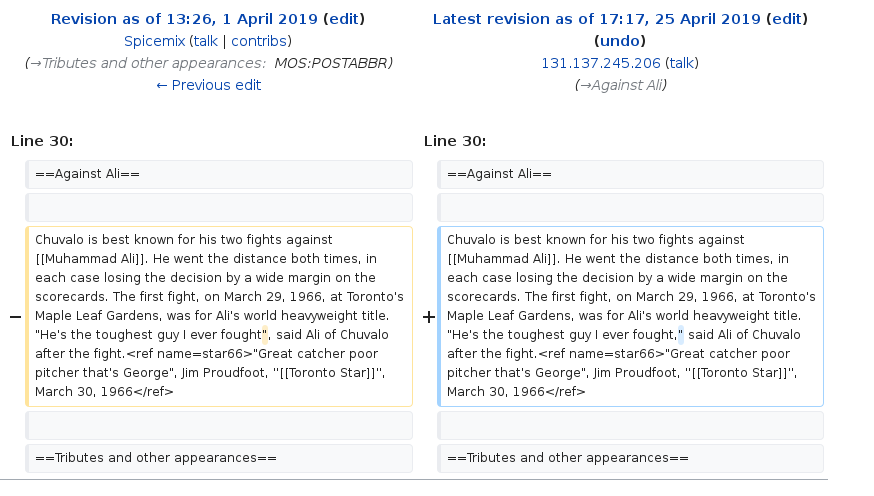 Revision as of 13:26, 1 April 2019 (edit)
Spicemix (talk | contribs)
(→Tributes and other appearances: MOS:POSTABBR)
← Previous edit
Latest revision as of 17:17, 25 April 2019 (edit)
(undo)
131.137.245.206 (talk)
(→Against Ali)
Line 30:
==Against Ali==
− Chuvalo is best known for his two fights against
[[Muhammad Ali]]. He went the distance both times, in
each case losing the decision by a wide margin on the
scorecards. The first fight, on March 29, 1966, at Toronto's
Maple Leaf Gardens, was for Ali's world heavyweight title.
"He's the toughest guy I ever fought", said Ali of Chuvalo
after the fight.<ref name=star66>"Great catcher poor
pitcher that's George", Jim Proudfoot, ''[[Toronto Star]]'',
March 30, 1966</ref>
==Tributes and other appearances==
Line 30:
==Against Ali==
+ Chuvalo is best known for his two fights against
[[Muhammad Ali]]. He went the distance both times, in
each case losing the decision by a wide margin on the
scorecards. The first fight, on March 29, 1966, at Toronto's
Maple Leaf Gardens, was for Ali's world heavyweight title.
"He's the toughest guy I ever fought," said Ali of Chuvalo
after the fight.<ref name=star66>"Great catcher poor
pitcher that's George", Jim Proudfoot, ''[[Toronto Star]]'',
March 30, 1966</ref>
==Tributes and other appearances==